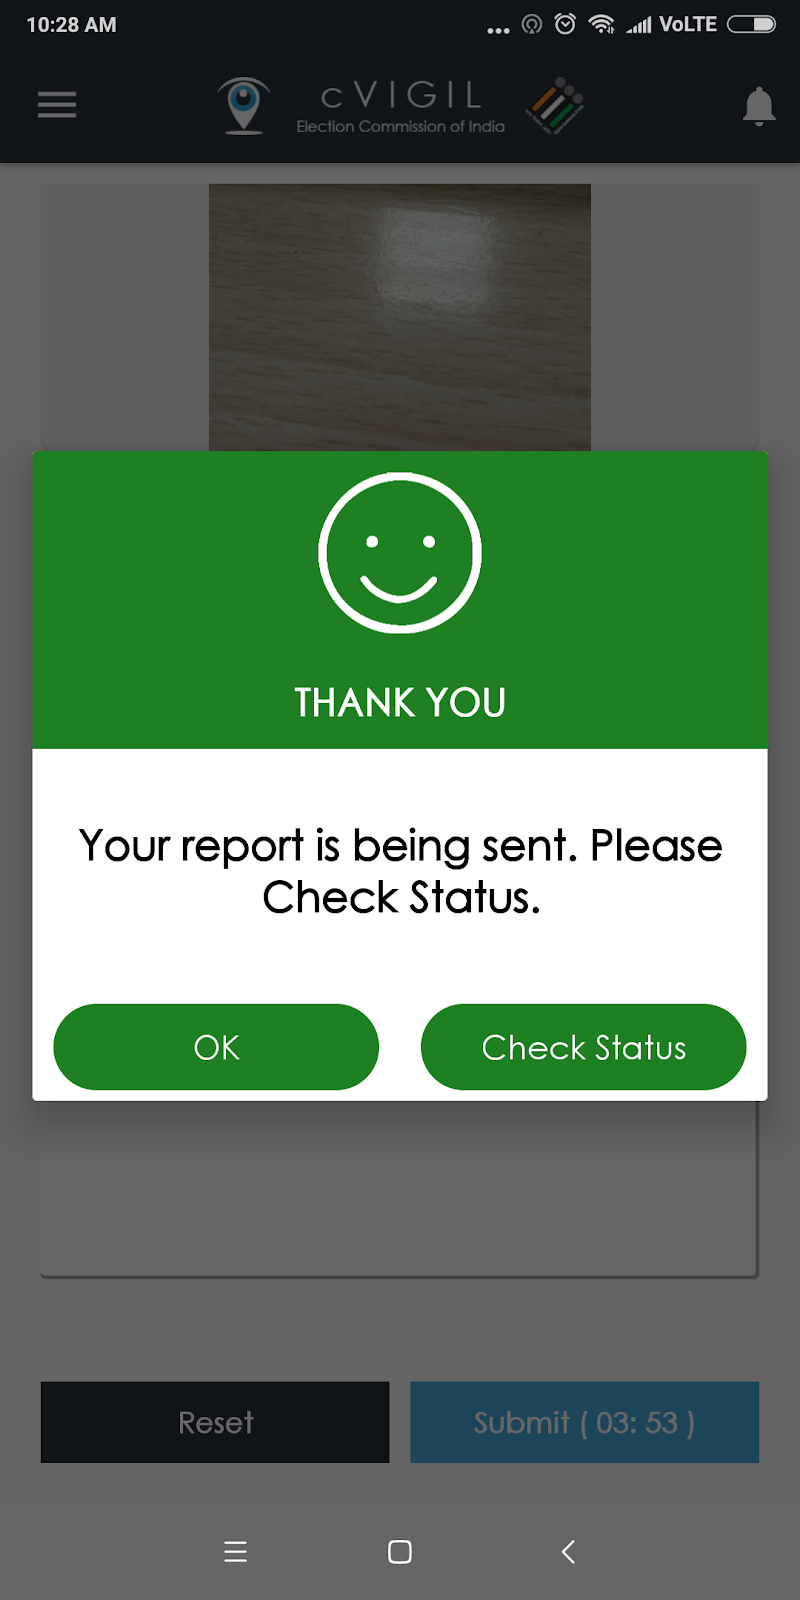 10:28 AM
VoLTE
cVIGIL
Election Commission of India
THANK YOU
Your report is being sent. Please
Check Status.
OK
Check Status
Reset
Submit ( 03: 53 )